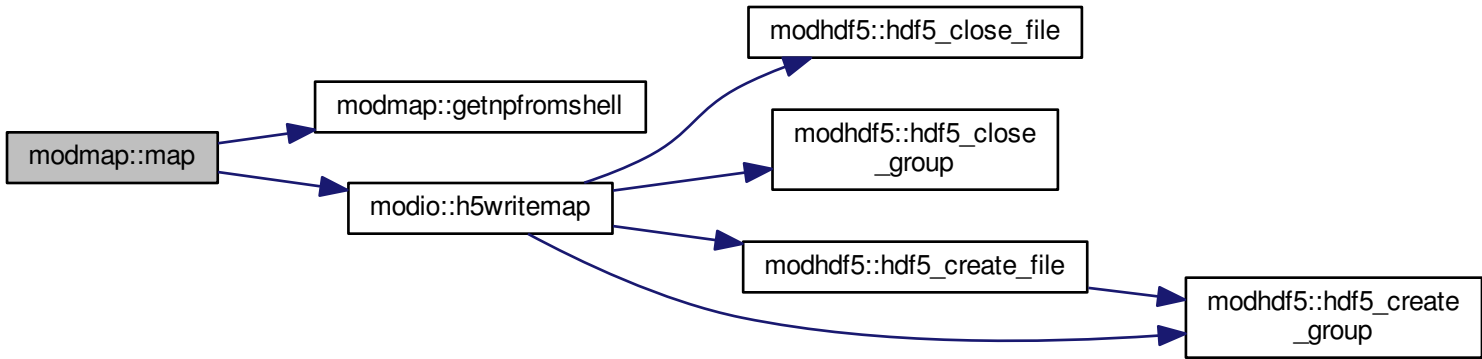 modhdf5::hdf5_close_file
modmap::getnpfromshell
modhdf5::hdf5_close
_group
modmap::map
modio::h5writemap
modhdf5::hdf5_create_file
modhdf5::hdf5_create
_group